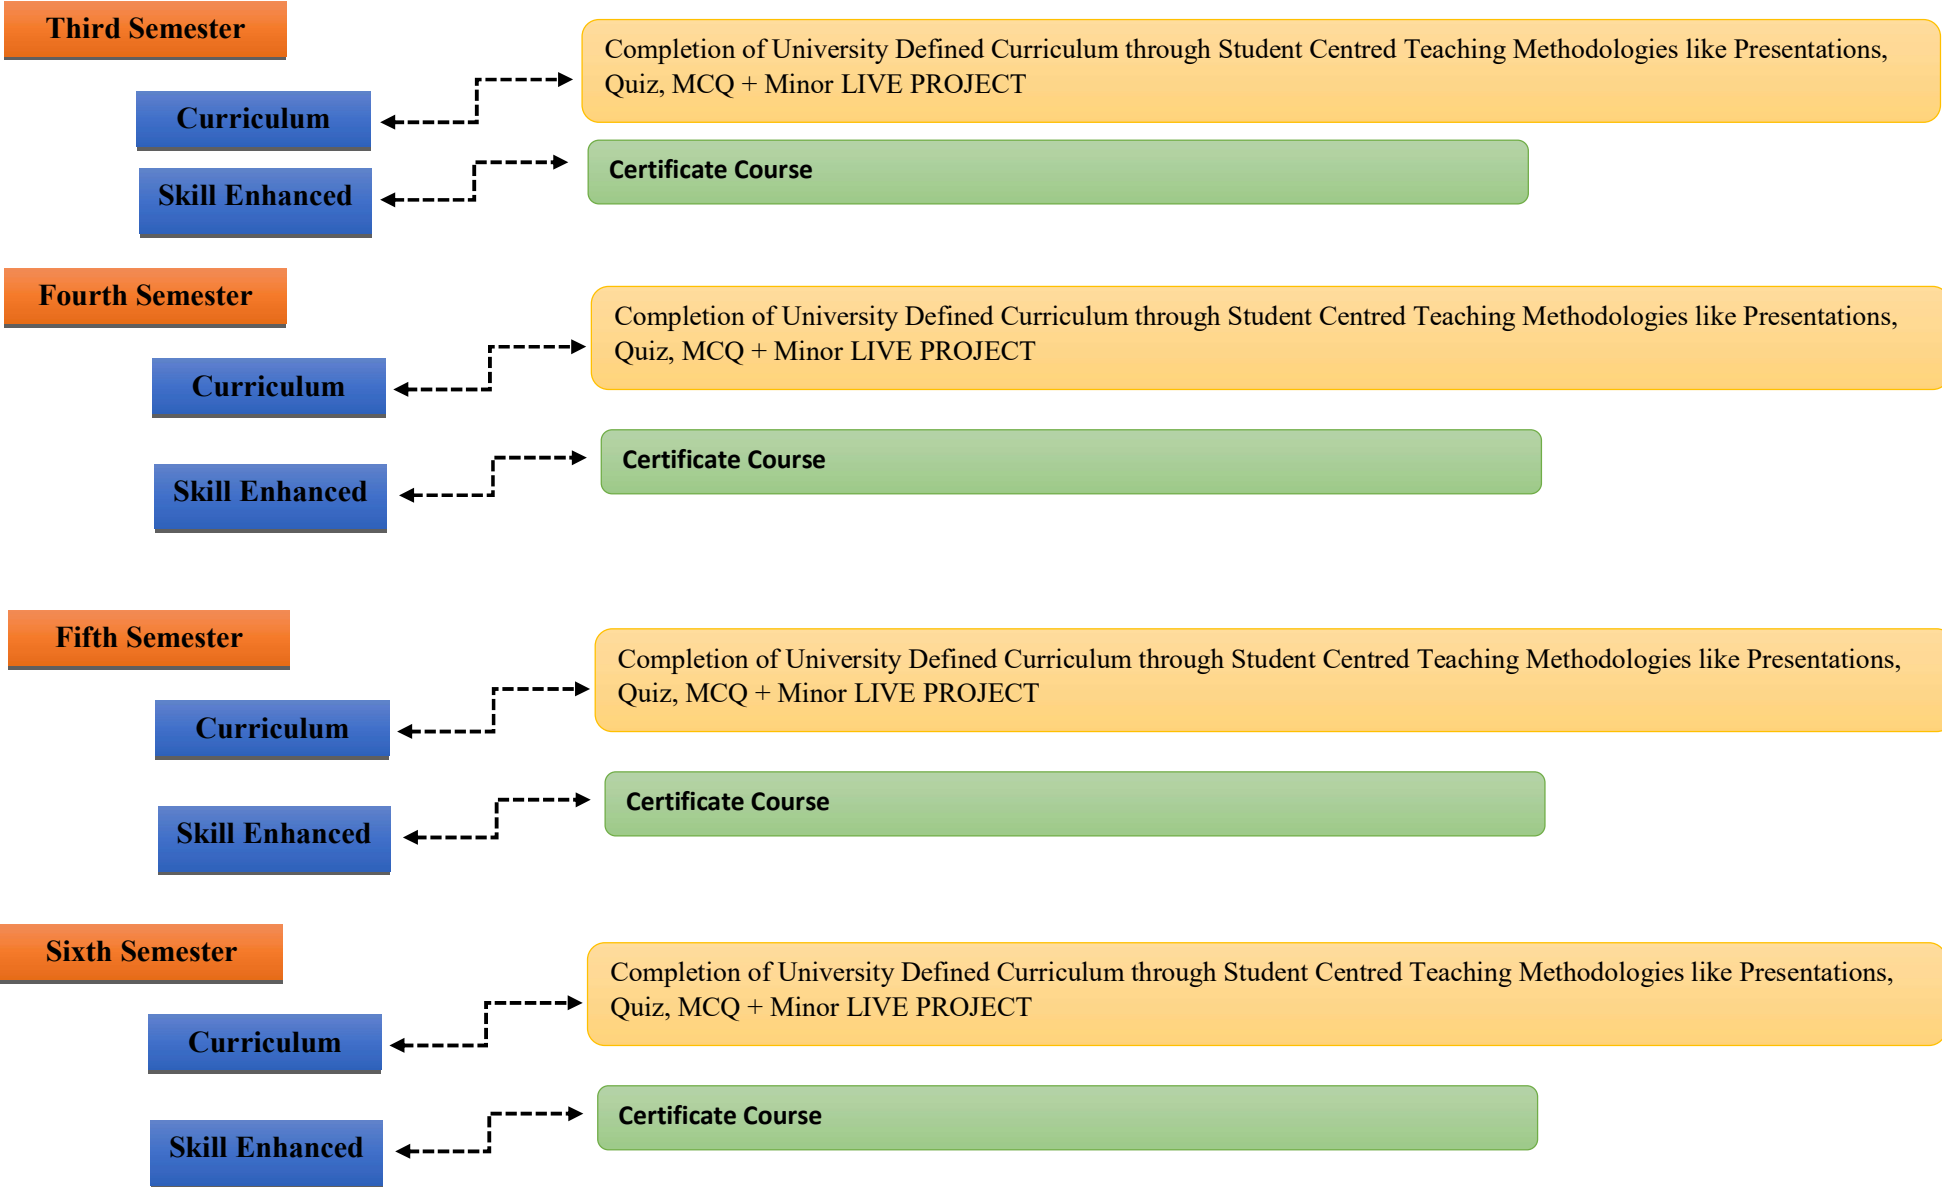 Third Semester
Completion of University Defined Curriculum through Student Centred Teaching Methodologies like Presentations,
Quiz, MCQ + Minor LIVE PROJECT
Curriculum
Certificate Course
Skill Enhanced
Fourth Semester
Completion of University Defined Curriculum through Student Centred Teaching Methodologies like Presentations,
Quiz, MCQ + Minor LIVE PROJECT
Curriculum
Certificate Course
Skill Enhanced
Fifth Semester
Completion of University Defined Curriculum through Student Centred Teaching Methodologies like Presentations,
Quiz, MCQ + Minor LIVE PROJECT
Curriculum
Certificate Course
Skill Enhanced
Sixth Semester
Completion of University Defined Curriculum through Student Centred Teaching Methodologies like Presentations,
Quiz, MCQ + Minor LIVE PROJECT
Curriculum
Certificate Course
Skill Enhanced